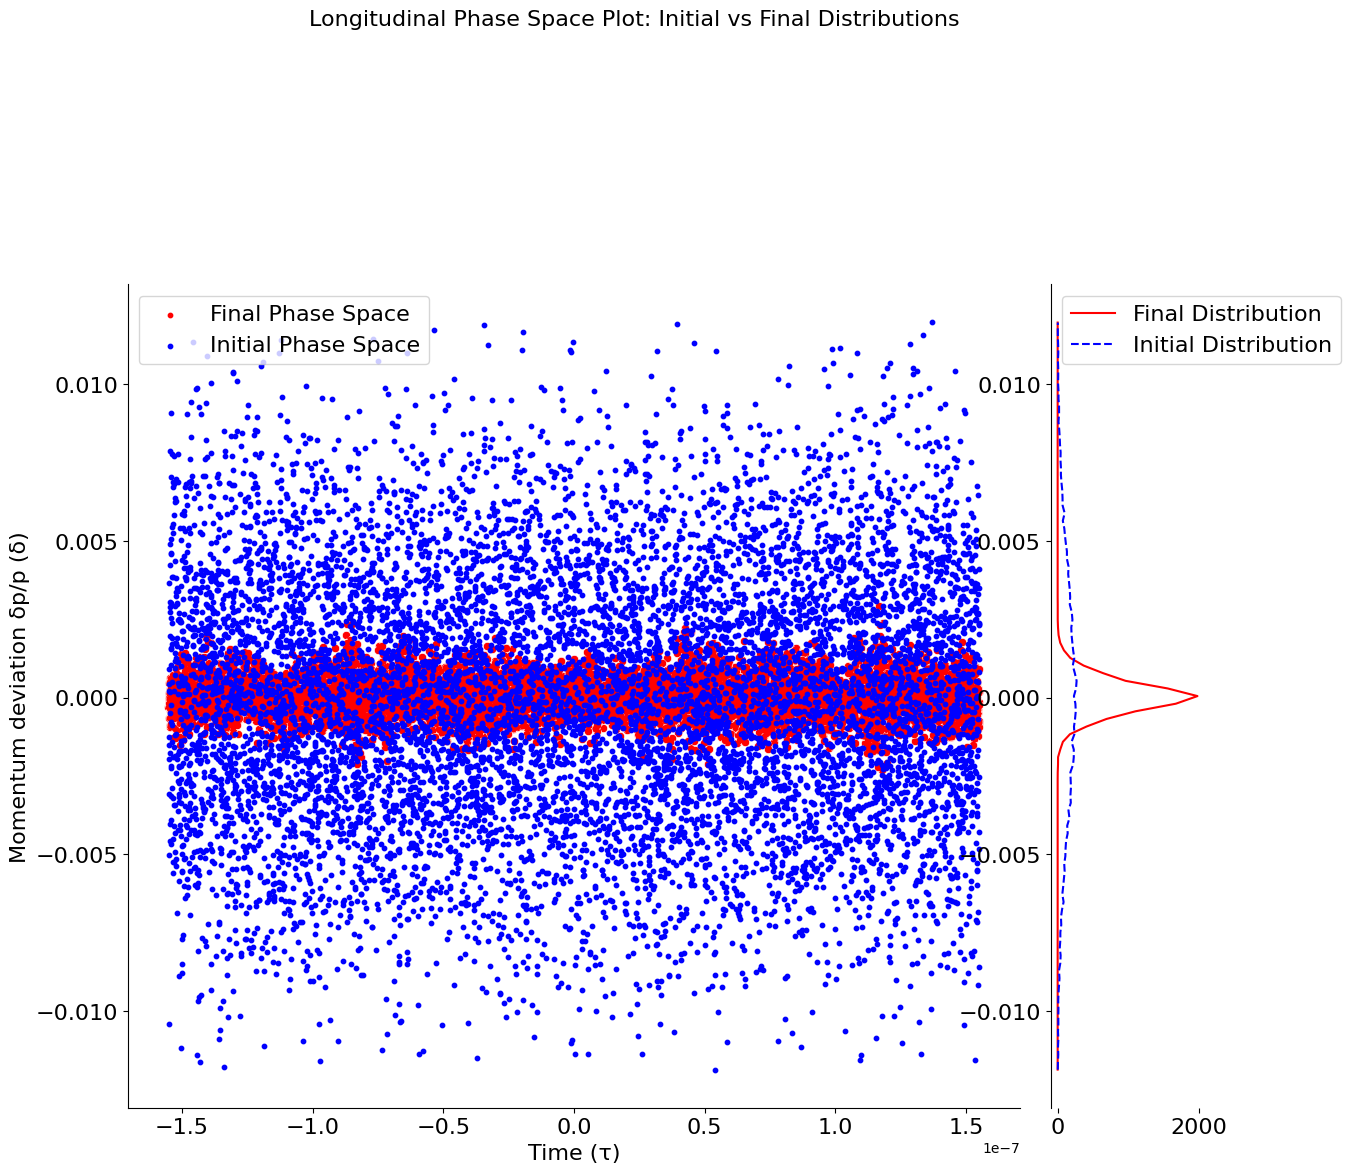 Longitudinal Phase Space Plot: Initial vs Final Distributions
Final Phase Space
Initial Phase Space
Final Distribution
Initial Distribution
Momentum deviation δp/p (δ)
0.010
0.005
0.000
−0.005
−0.010
0.010
0.005
0.000
−0.005
−0.010
−1.5
−1.0
−0.5
0.0
0.5
1.0
1.5
1e−7
Time (τ)
0
2000